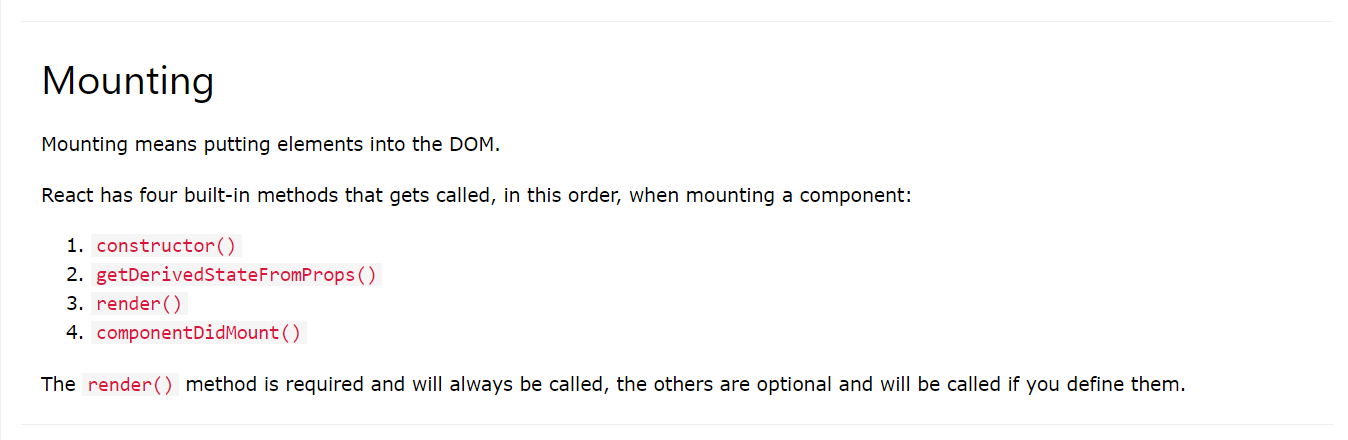 Mounting
Mounting means putting elements into the DOM.
React has four built-in methods that gets called, in this order, when mounting a component:
1. constructor()
2. getDerivedStateFromProps()
3. render()
4. componentDidMount()
The render() method is required and will always be called, the others are optional and will be called if you define them.